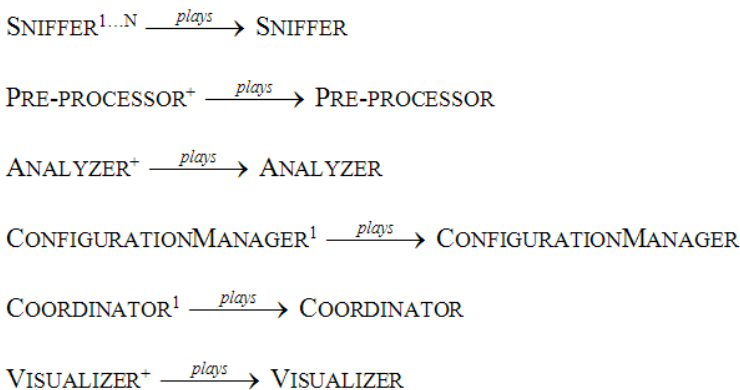 SNIFFER1…N plays SNIFFER
PRE-PROCESSOR+ plays PRE-PROCESSOR
ANALYZER+ plays ANALYZER
CONFIGURATIONMANAGER1 plays CONFIGURATIONMANAGER
COORDINATOR1 plays COORDINATOR
VISUALIZER+ plays VISUALIZER